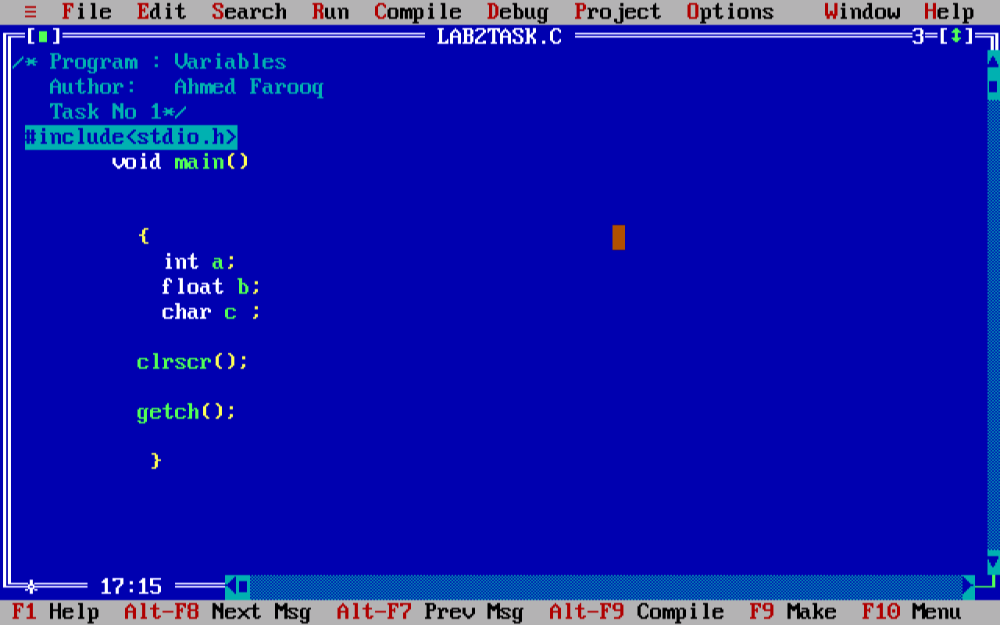 ≡ File Edit Search Run Compile Debug Project Options Window Help
[■] LAB2TASK.C 3=[↕]
/* Program : Variables
Author: Ahmed Farooq
Task No 1*/
#include<stdio.h>
void main()
{
int a;
float b;
char c ;
clrscr();
getch();
}
* 17:15
F1 Help Alt-F8 Next Msg Alt-F7 Prev Msg Alt-F9 Compile F9 Make F10 Menu